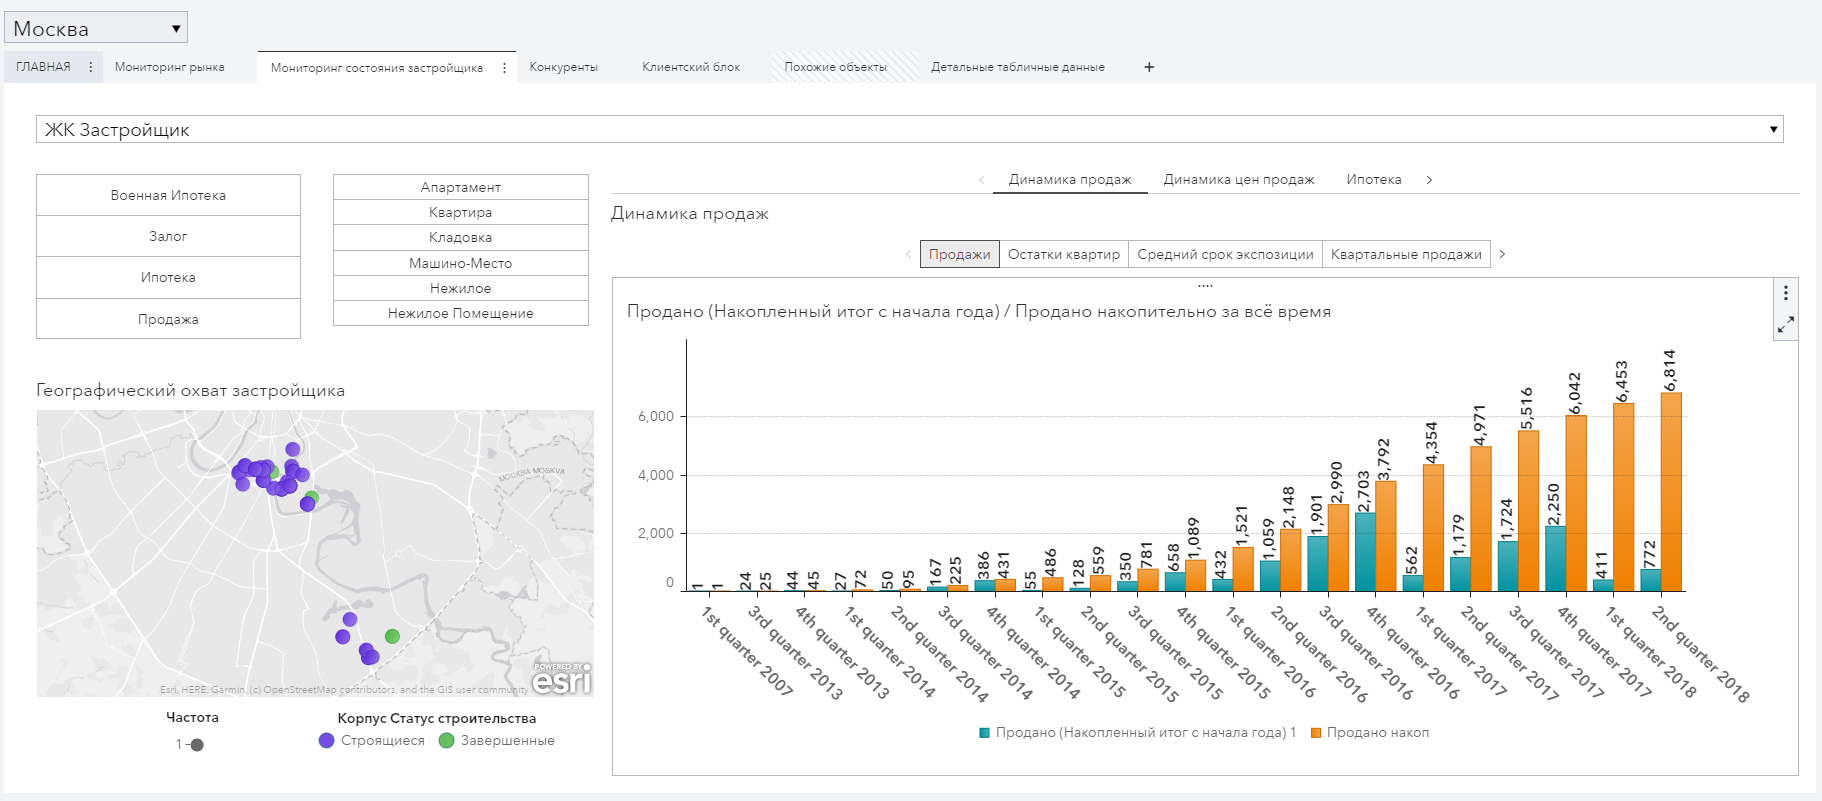 Москва
ГЛАВНАЯ
Мониторинг рынка
Мониторинг состояния застройщика
Конкуренты
Клиентский блок
Похожие объекты
Детальные табличные данные
+
ЖК Застройщик
Военная Ипотека
Залог
Ипотека
Продажа
Апартамент
Квартира
Кладовка
Машино-Место
Нежилое
Нежилое Помещение
Географический охват застройщика
МОСКВА MOSKVA
POWERED BY
esri
Esri, HERE, Garmin, (c) OpenStreetMap contributors, and the GIS user community
Частота
1
Корпус Статус строительства
Строящиеся
Завершенные
Динамика продаж
Динамика цен продаж
Ипотека
Динамика продаж
Продажи
Остатки квартир
Средний срок экспозиции
Квартальные продажи
Продано (Накопленный итог с начала года) / Продано накопительно за всё время
6,000
4,000
2,000
0
1
1
24
25
44
45
27
72
50
95
167
225
386
431
55
486
128
559
350
781
658
1,089
432
1,521
1,059
2,148
1,901
2,990
2,703
3,792
562
4,354
1,179
4,971
1,724
5,516
2,250
6,042
411
6,453
772
6,814
1st quarter 2007
3rd quarter 2013
4th quarter 2013
1st quarter 2014
2nd quarter 2014
3rd quarter 2014
4th quarter 2014
1st quarter 2015
2nd quarter 2015
3rd quarter 2015
4th quarter 2015
1st quarter 2016
2nd quarter 2016
3rd quarter 2016
4th quarter 2016
1st quarter 2017
2nd quarter 2017
3rd quarter 2017
4th quarter 2017
1st quarter 2018
2nd quarter 2018
Продано (Накопленный итог с начала года) 1
Продано накоп